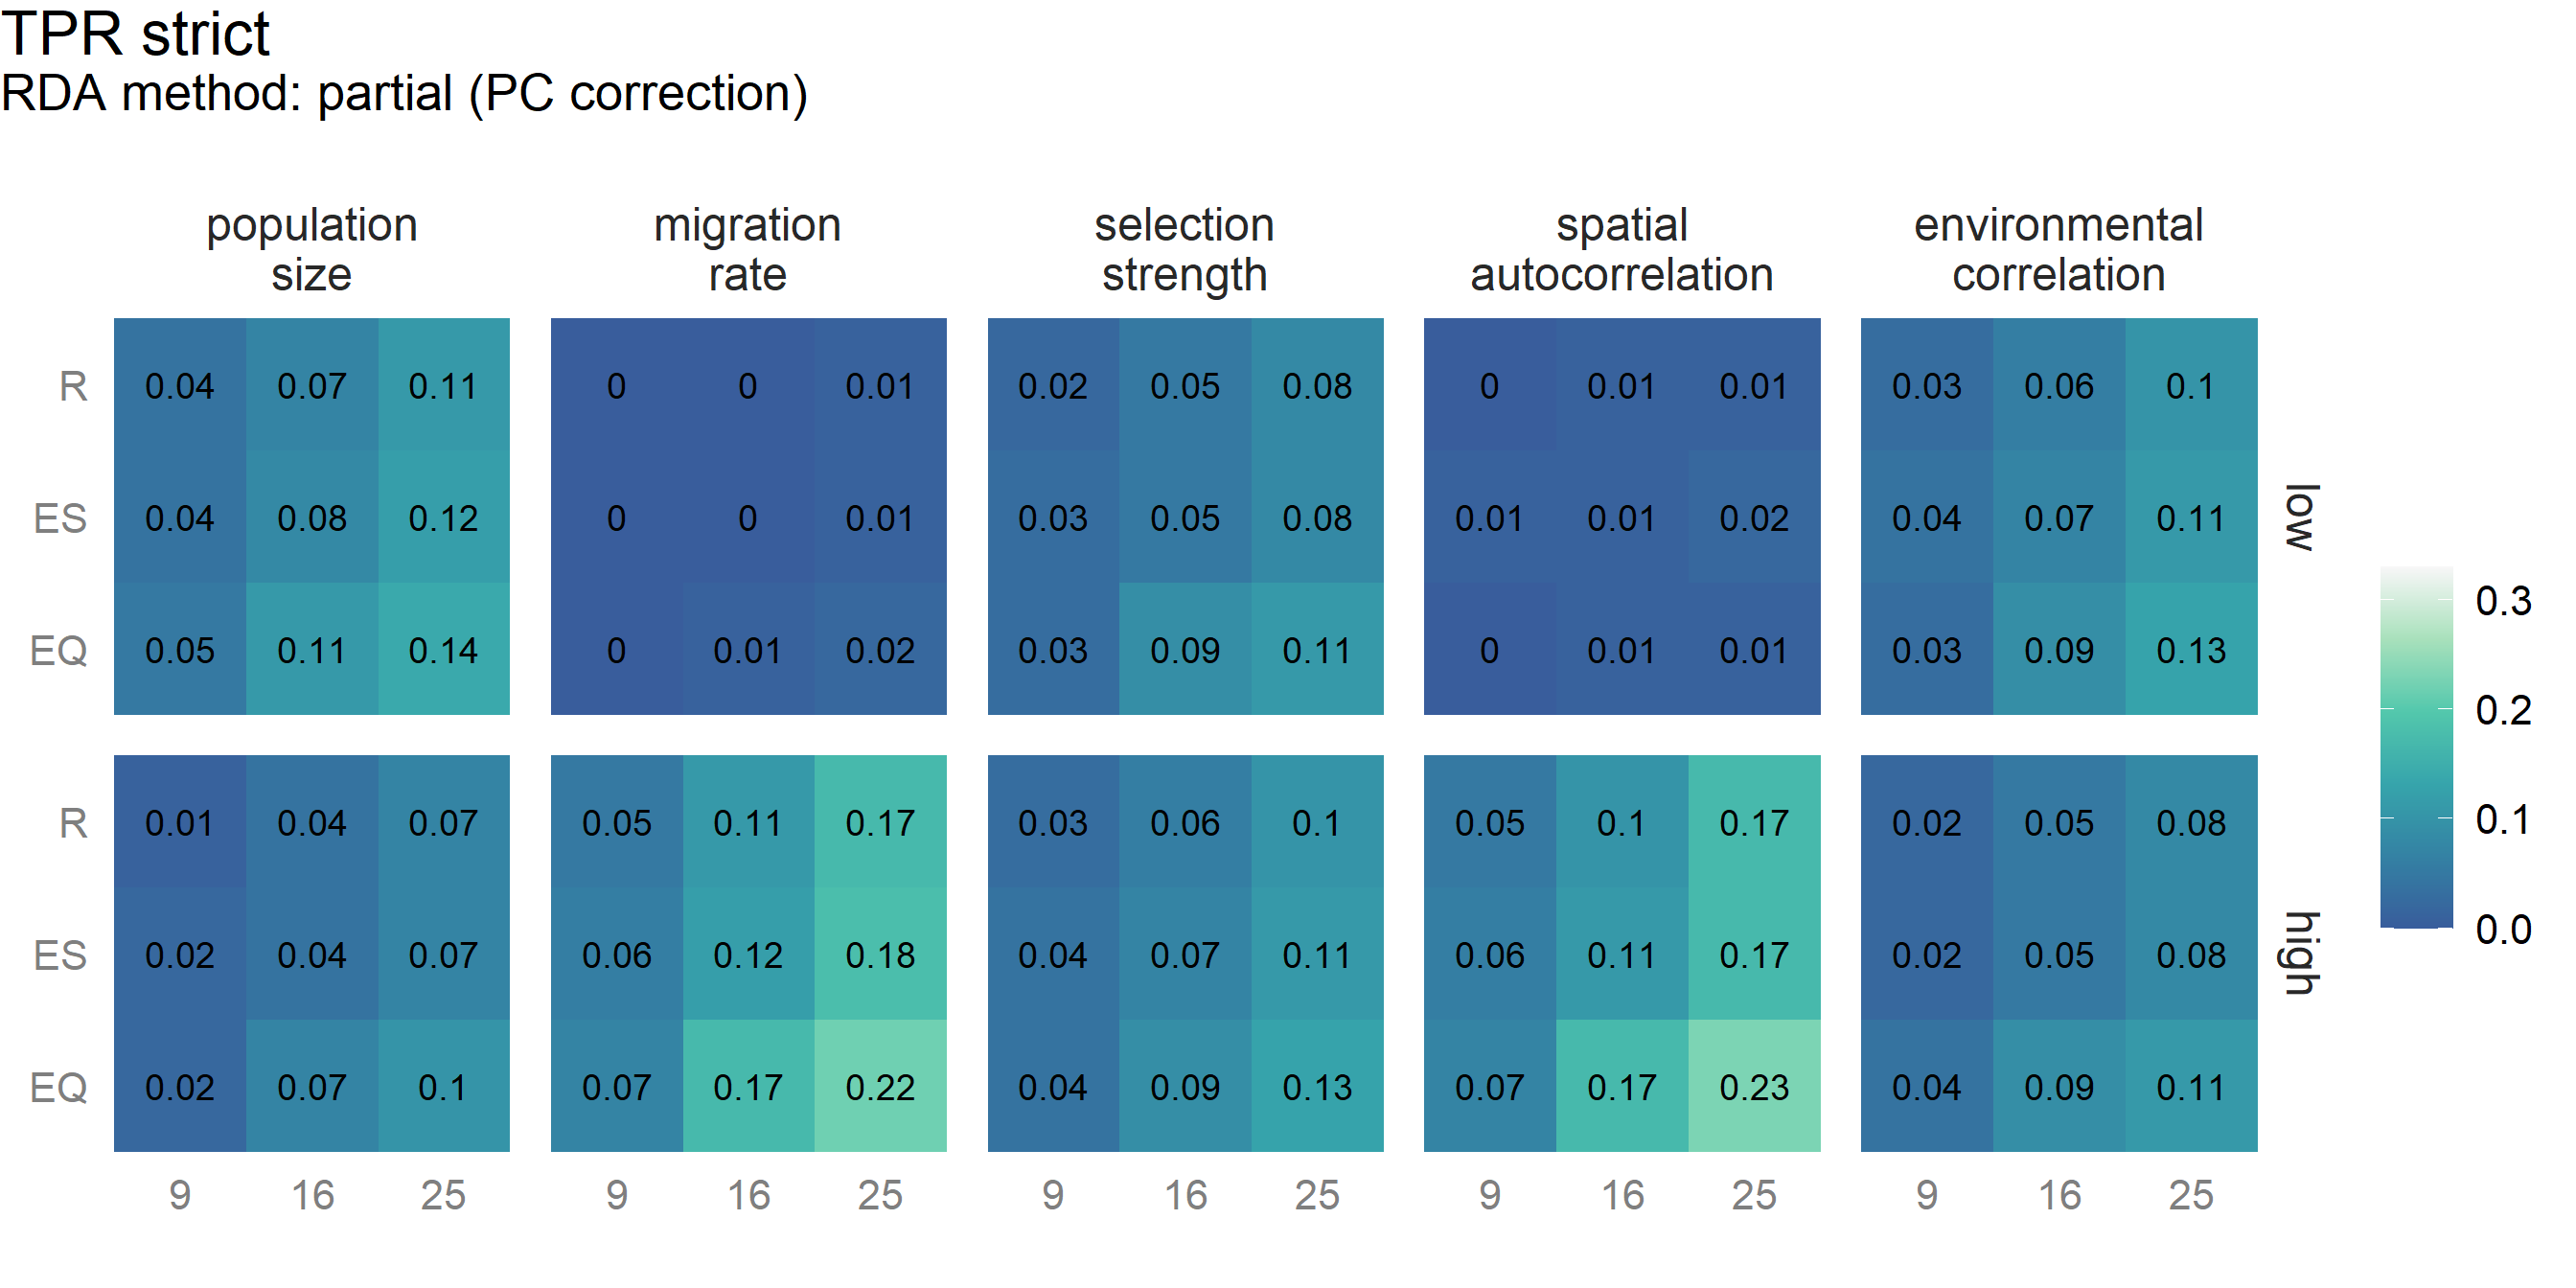 TPR strict
RDA method: partial (PC correction)
population
size
migration
rate
selection
strength
spatial
autocorrelation
environmental
correlation
R 0.04 0.07 0.11 0 0 0.01 0.02 0.05 0.08 0 0.01 0.01 0.03 0.06 0.1
ES 0.04 0.08 0.12 0 0 0.01 0.03 0.05 0.08 0.01 0.01 0.02 0.04 0.07 0.11
EQ 0.05 0.11 0.14 0 0.01 0.02 0.03 0.09 0.11 0 0.01 0.01 0.03 0.09 0.13
low
R 0.01 0.04 0.07 0.05 0.11 0.17 0.03 0.06 0.1 0.05 0.1 0.17 0.02 0.05 0.08
ES 0.02 0.04 0.07 0.06 0.12 0.18 0.04 0.07 0.11 0.06 0.11 0.17 0.02 0.05 0.08
EQ 0.02 0.07 0.1 0.07 0.17 0.22 0.04 0.09 0.13 0.07 0.17 0.23 0.04 0.09 0.11
high
9 16 25 9 16 25 9 16 25 9 16 25 9 16 25
0.3
0.2
0.1
0.0